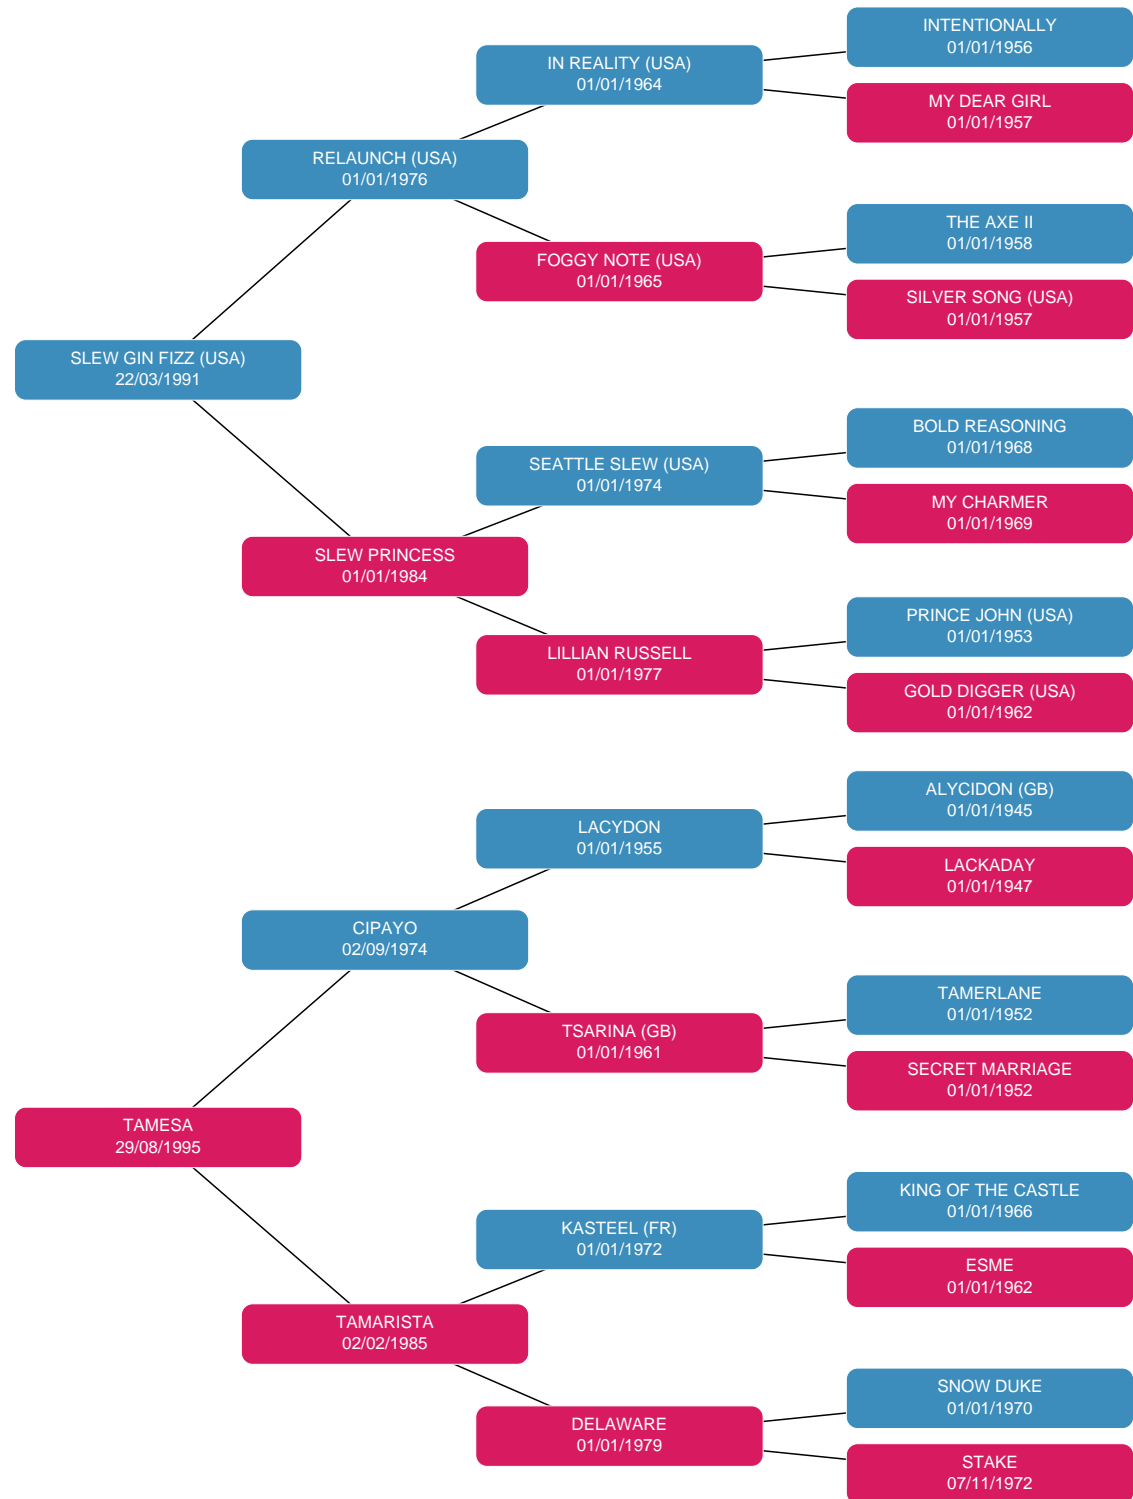 INTENTIONALLY
01/01/1956
IN REALITY (USA)
01/01/1964
MY DEAR GIRL
01/01/1957
RELAUNCH (USA)
01/01/1976
THE AXE II
01/01/1958
FOGGY NOTE (USA)
01/01/1965
SILVER SONG (USA)
01/01/1957
SLEW GIN FIZZ (USA)
22/03/1991
BOLD REASONING
01/01/1968
SEATTLE SLEW (USA)
01/01/1974
MY CHARMER
01/01/1969
SLEW PRINCESS
01/01/1984
PRINCE JOHN (USA)
01/01/1953
LILLIAN RUSSELL
01/01/1977
GOLD DIGGER (USA)
01/01/1962
ALYCIDON (GB)
01/01/1945
LACYDON
01/01/1955
LACKADAY
01/01/1947
CIPAYO
02/09/1974
TAMERLANE
01/01/1952
TSARINA (GB)
01/01/1961
SECRET MARRIAGE
01/01/1952
TAMESA
29/08/1995
KING OF THE CASTLE
01/01/1966
KASTEEL (FR)
01/01/1972
ESME
01/01/1962
TAMARISTA
02/02/1985
SNOW DUKE
01/01/1970
DELAWARE
01/01/1979
STAKE
07/11/1972